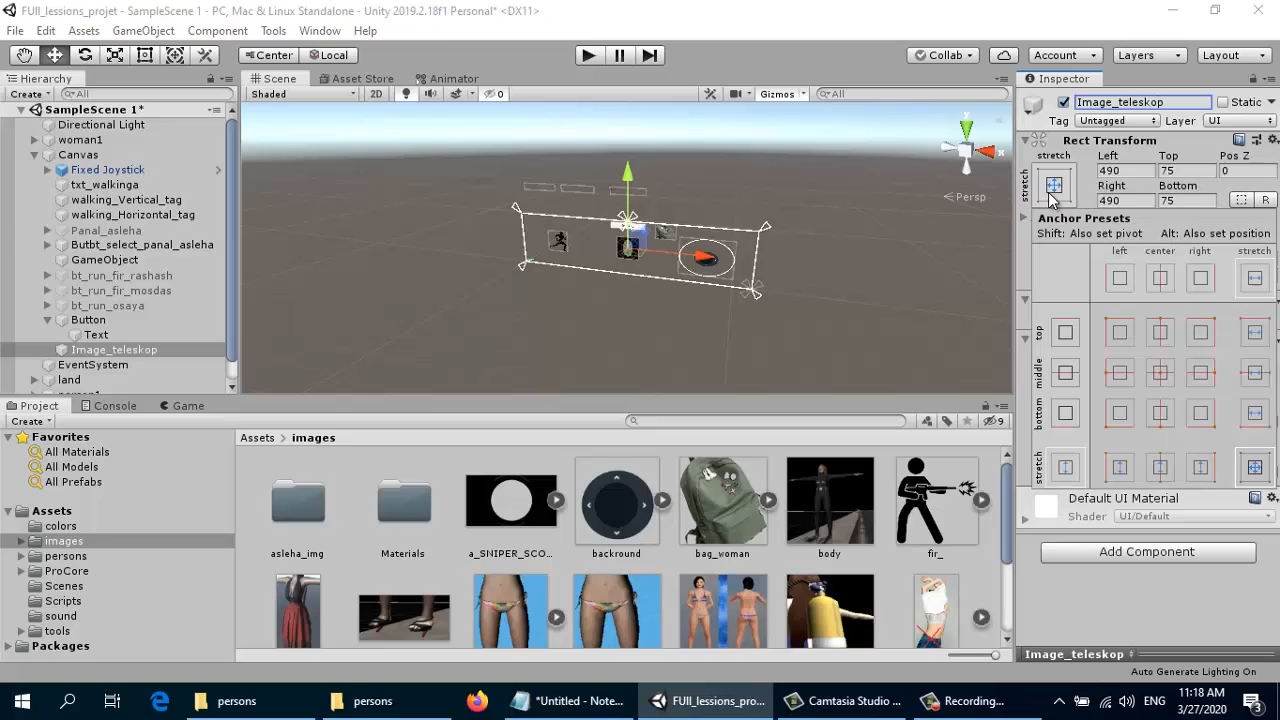 FUll_lessions_projet - SampleScene 1 - PC, Mac & Linux Standalone - Unity 2019.2.18f1 Personal* <DX11>
File Edit Assets GameObject Component Tools Window Help
Center Local Collab Account Layers Layout
Hierarchy Scene Asset Store Animator Inspector
Create All Shaded 2D 0 Gizmos All Image_teleskop Static
SampleScene 1* Tag Untagged Layer UI
Directional Light
woman1 Rect Transform
Canvas stretch Left Top Pos Z
Fixed Joystick 490 75 0
txt_walkinga stretch Right Bottom
walking_Vertical_tag Persp 490 75 R
walking_Horizontal_tag Anchor Presets
Panal_asleha Shift: Also set pivot Alt: Also set position
Butbt_select_panal_asleha left center right stretch
GameObject
bt_run_fir_rashash
bt_run_fir_mosdas
bt_run_osaya
Button
Text top
Image_teleskop
EventSystem middle
land
Project Console Game
Create 9 bottom
Favorites Assets images
All Materials
All Models stretch
All Prefabs
Assets Default UI Material
colors Shader UI/Default
images
persons asleha_img Materials a_SNIPER_SCO... backround bag_woman body fir_ Add Component
ProCore
Scenes
Scripts
sound
tools
Packages Image_teleskop
Auto Generate Lighting On
persons persons *Untitled - Note... FUll_lessions_pro... Camtasia Studio ... Recording... ENG 11:18 AM
3/27/2020 3